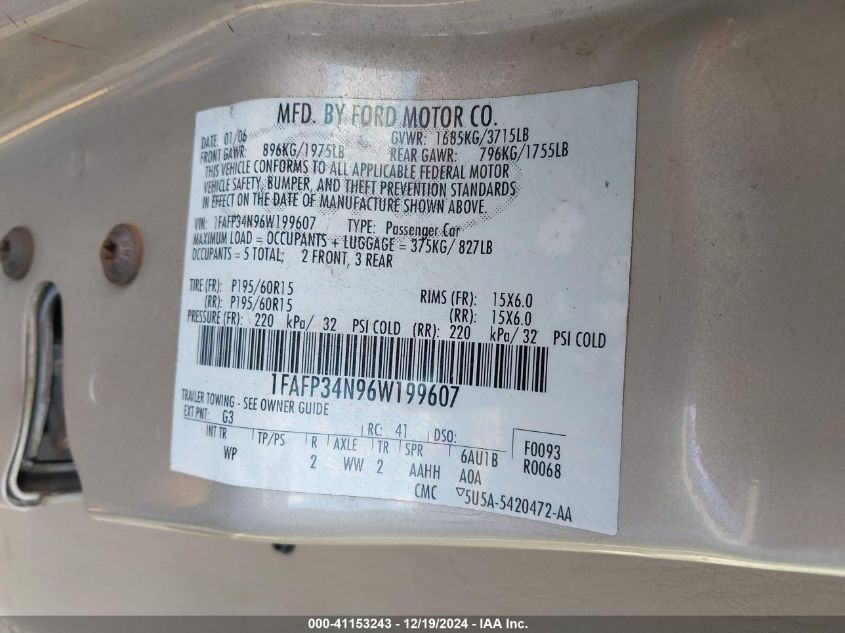 MFD. BY FORD MOTOR CO.
DATE: 01/06 GVWR: 1685KG/3715LB
FRONT GAWR: 896KG/1975LB REAR GAWR: 796KG/1755LB
THIS VEHICLE CONFORMS TO ALL APPLICABLE FEDERAL MOTOR
VEHICLE SAFETY, BUMPER, AND THEFT PREVENTION STANDARDS
IN EFFECT ON THE DATE OF MANUFACTURE SHOWN ABOVE.
VIN: 1FAFP34N96W199607 TYPE: Passenger Car
MAXIMUM LOAD = OCCUPANTS + LUGGAGE = 375KG/ 827LB
OCCUPANTS = 5 TOTAL; 2 FRONT, 3 REAR
TIRE (FR): P195/60R15 RIMS (FR): 15X6.0
(RR): P195/60R15 (RR): 15X6.0
PRESSURE (FR): 220 kPa/ 32 PSI COLD (RR): 220 kPa/ 32 PSI COLD
1FAFP34N96W199607
TRAILER TOWING - SEE OWNER GUIDE
EXT PNT: G3 RC: 41 DSO: F0093
INT TR TP/PS R AXLE TR SPR 6AU1B R0068
WP 2 WW 2 AAHH A0A
CMC 5U5A-5420472-AA
000-41153243 - 12/19/2024 - IAA Inc.